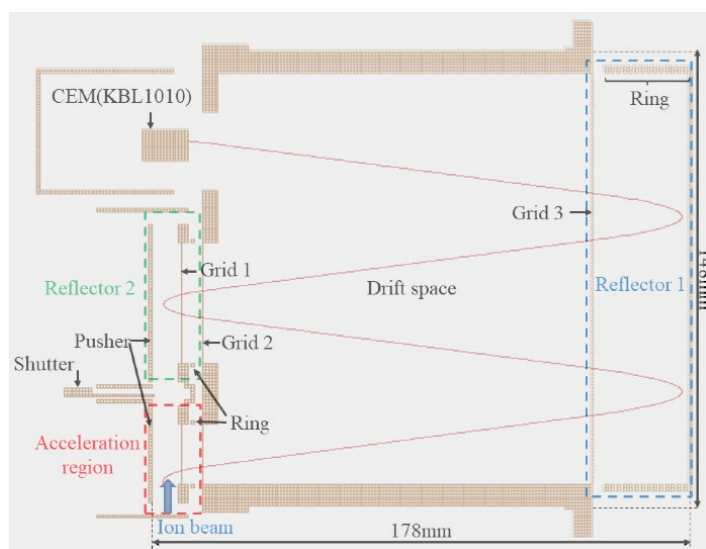 CEM(KBL1010)
Ring
Grid 3
Grid 1
Reflector 2
Drift space
Reflector 1
Pusher
Grid 2
Shutter
Ring
Acceleration
region
Ion beam
178mm